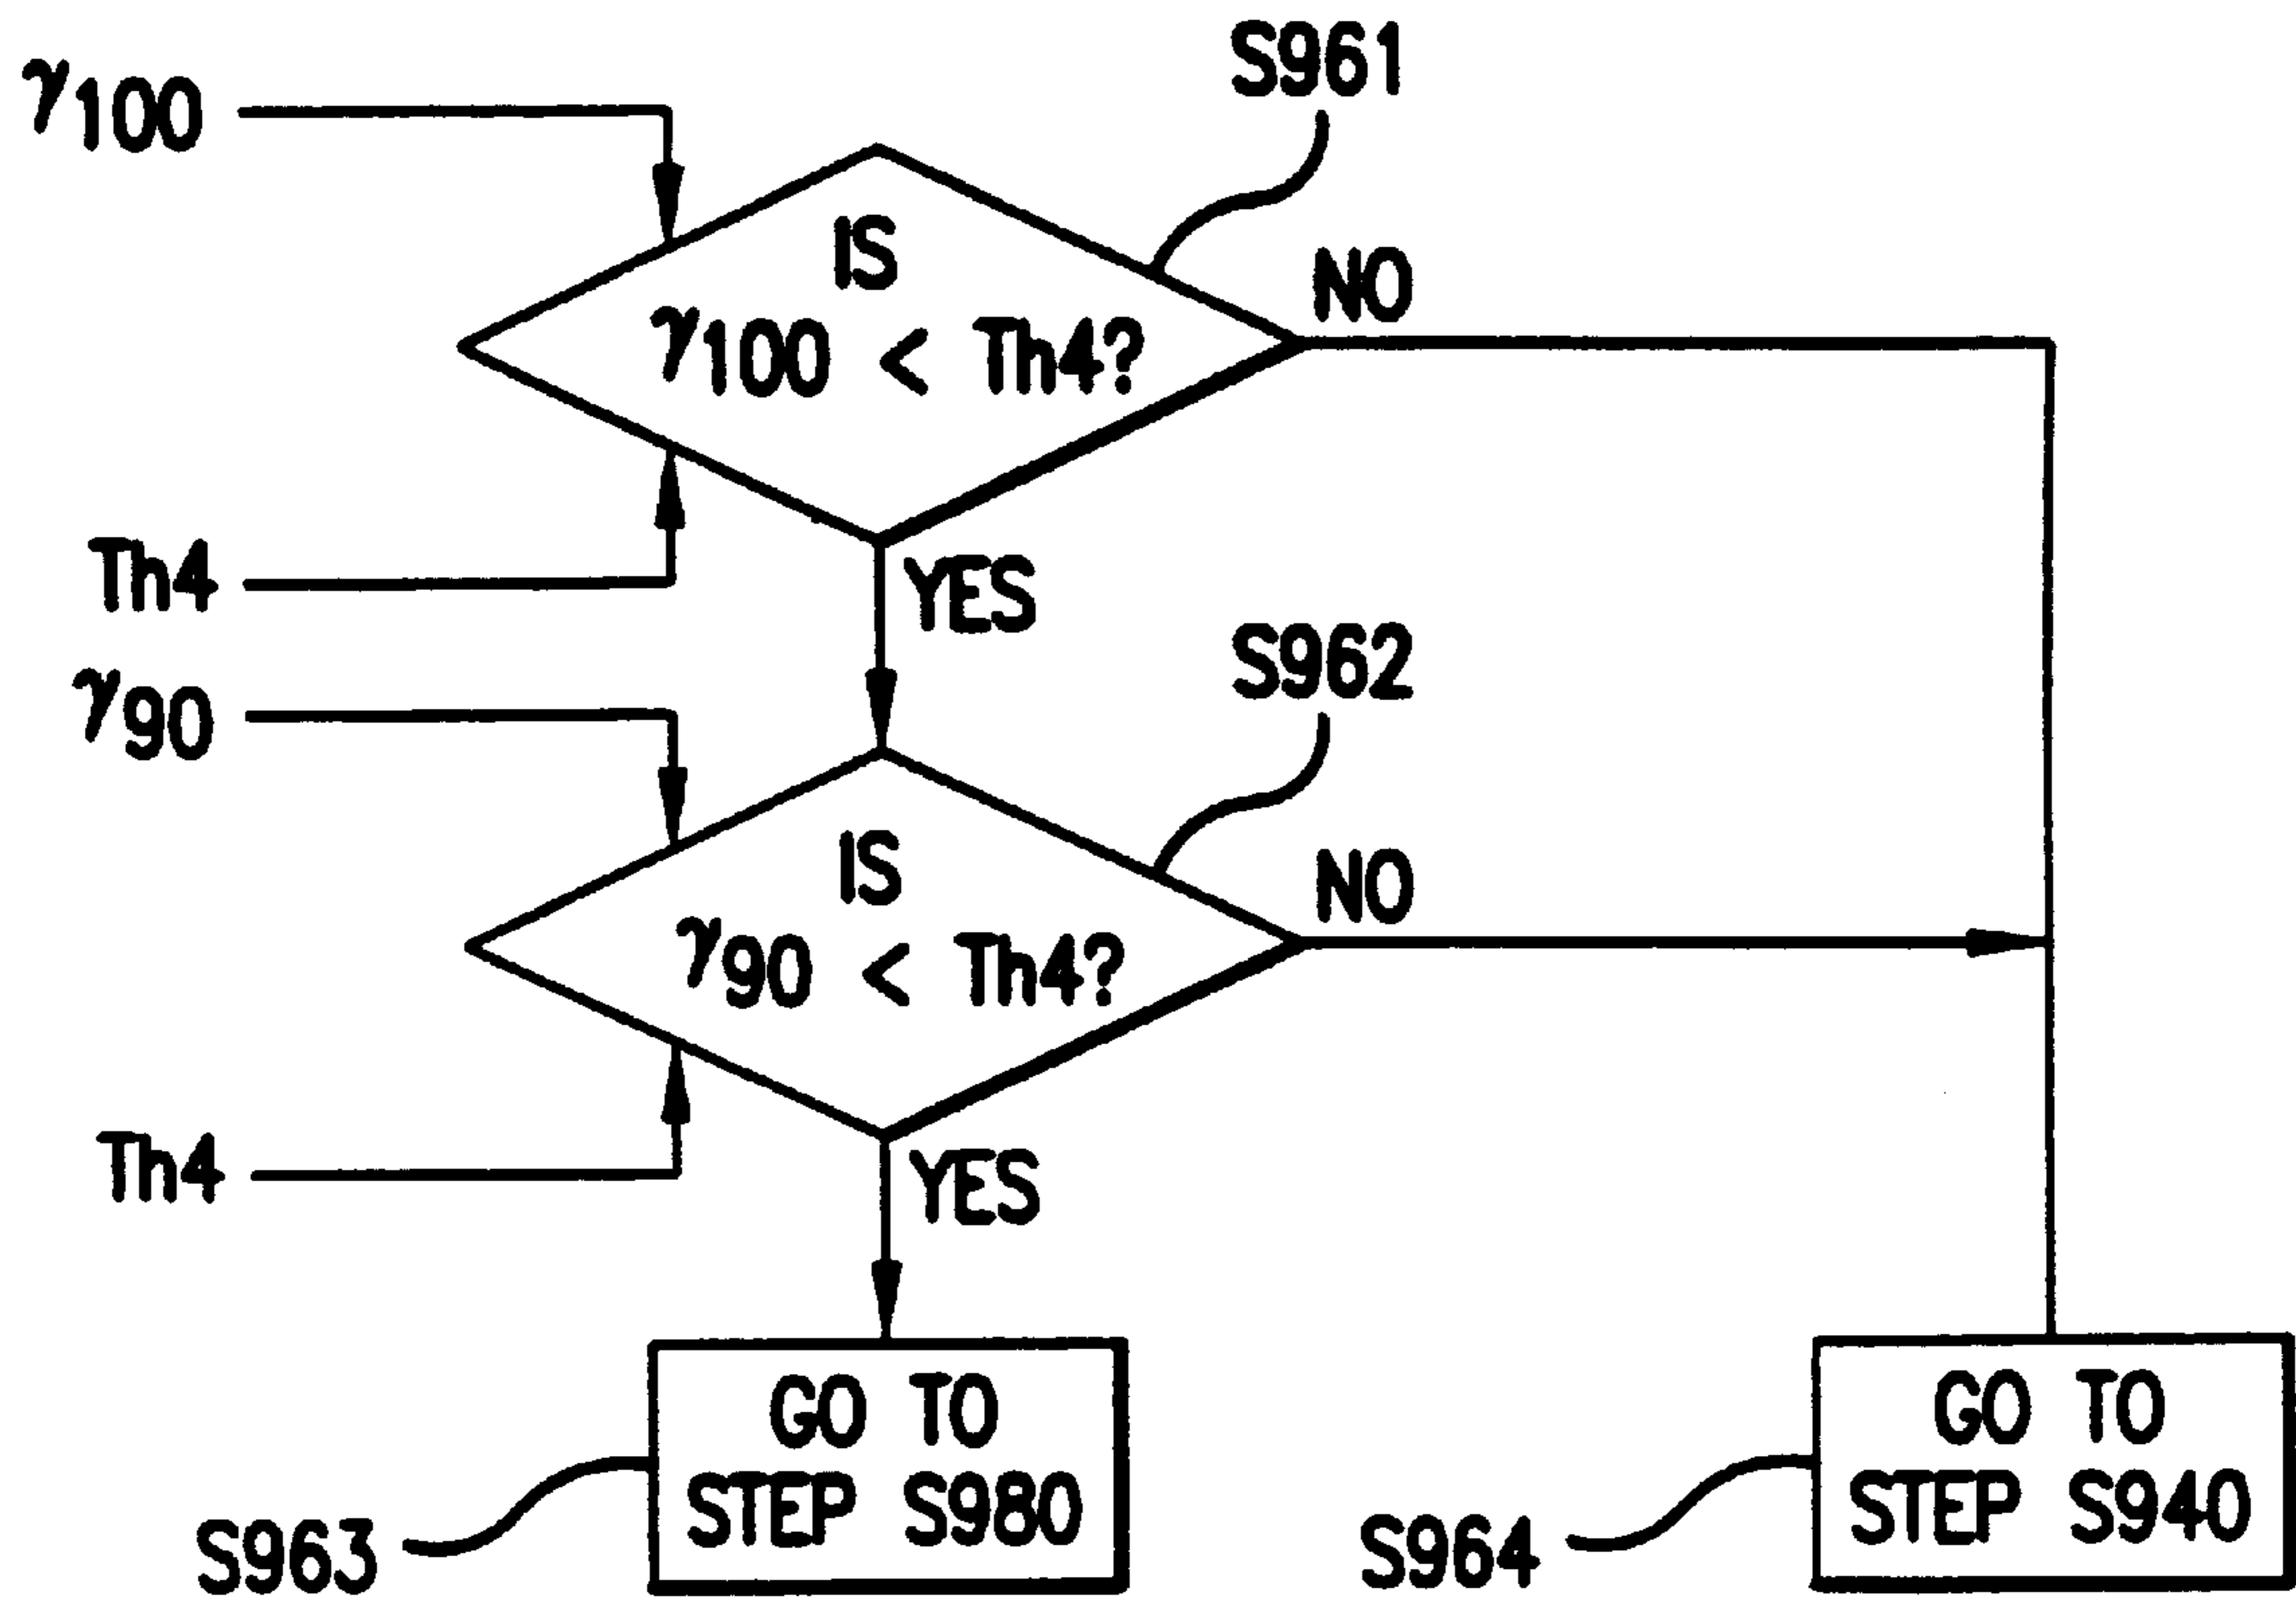 S961
γ100
IS
γ100 < Th4?
NO
Th4
YES
S962
γ90
IS
γ90 < Th4?
NO
Th4
YES
GO TO
STEP S980
S963
GO TO
STEP S940
S964